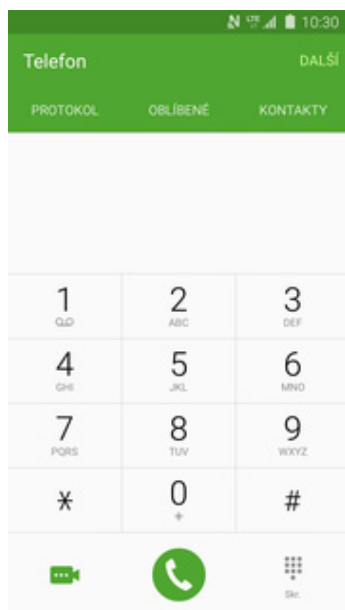 LTE 10:30
Telefon DALŠÍ
PROTOKOL OBLÍBENÉ KONTAKTY
1 2 3
ABC DEF
4 5 6
GHI JKL MNO
7 8 9
PQRS TUV WXYZ
* 0 #
+
Skr.